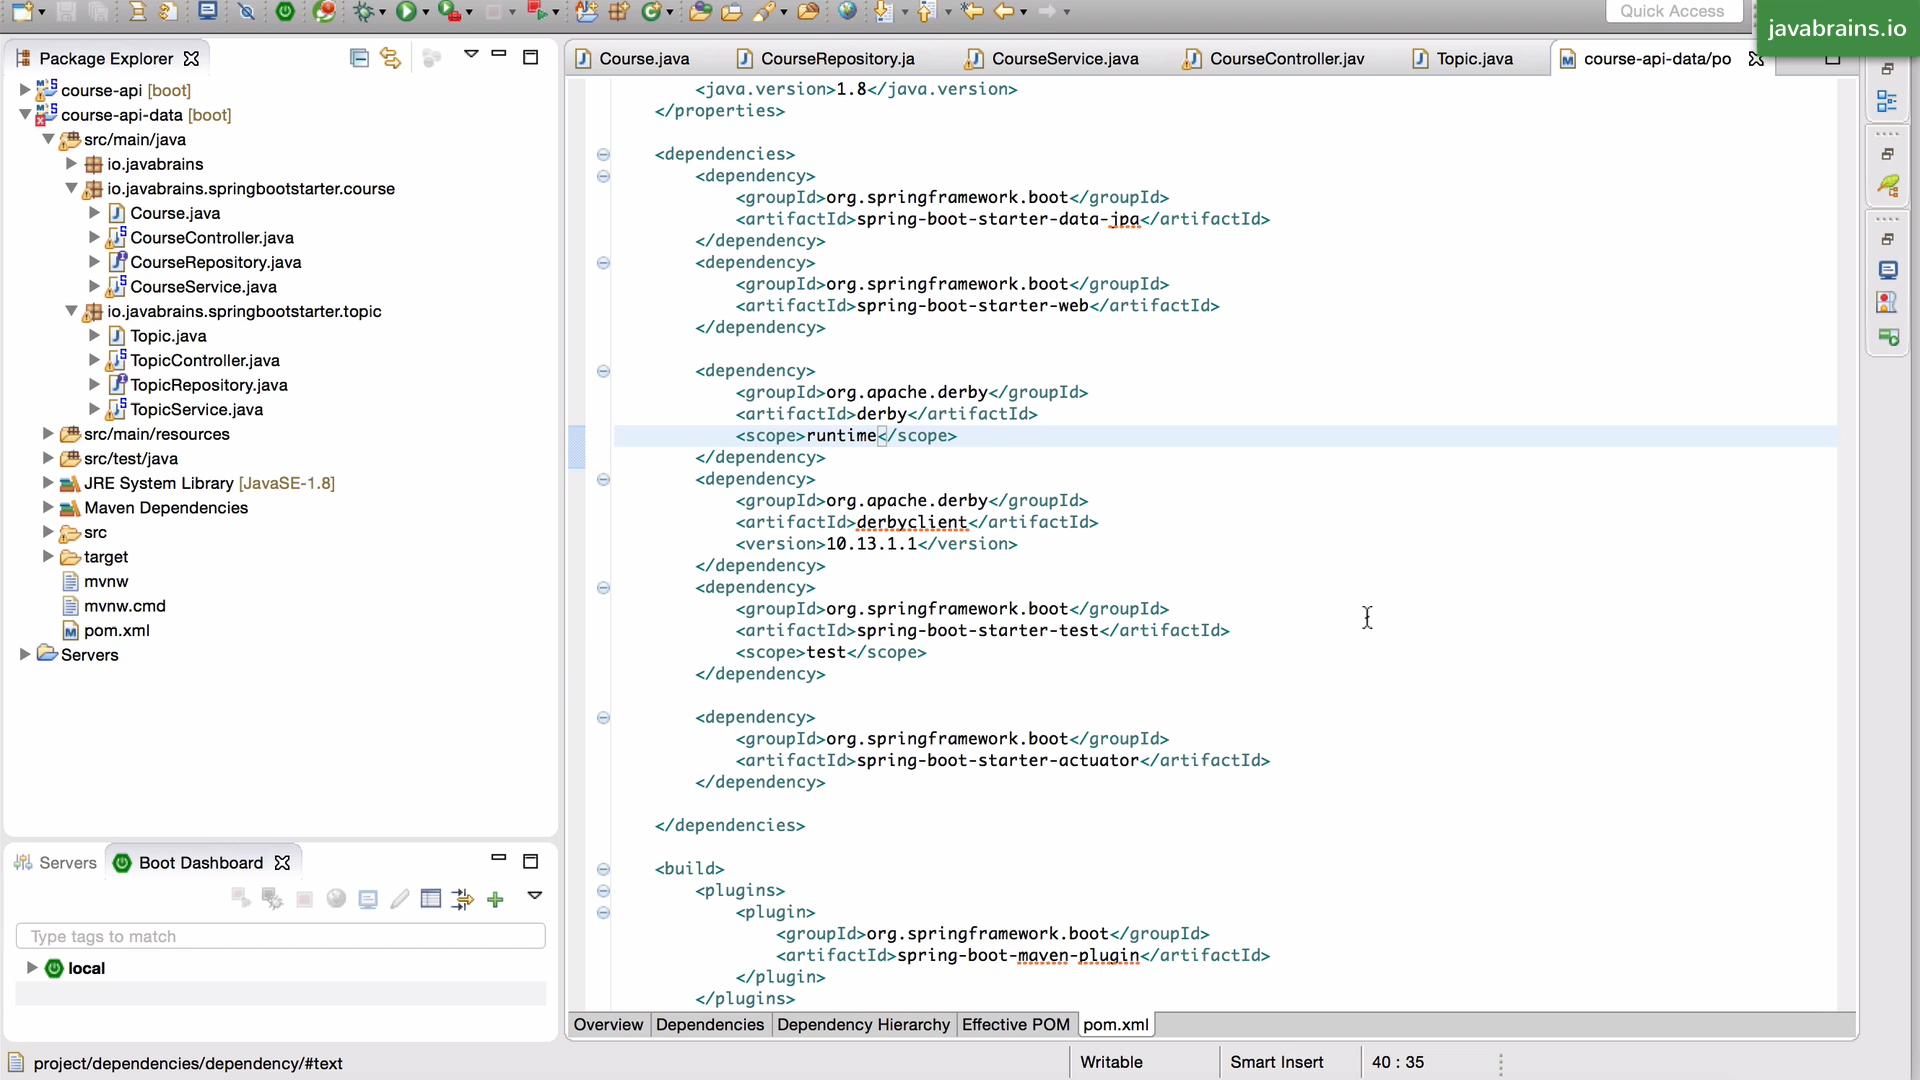 Quick Access
javabrains.io
Package Explorer
course-api [boot]
course-api-data [boot]
src/main/java
io.javabrains
io.javabrains.springbootstarter.course
Course.java
CourseController.java
CourseRepository.java
CourseService.java
io.javabrains.springbootstarter.topic
Topic.java
TopicController.java
TopicRepository.java
TopicService.java
src/main/resources
src/test/java
JRE System Library [JavaSE-1.8]
Maven Dependencies
src
target
mvnw
mvnw.cmd
pom.xml
Servers
Servers
Boot Dashboard
Type tags to match
local
Course.java
CourseRepository.ja
CourseService.java
CourseController.jav
Topic.java
course-api-data/po
<java.version>1.8</java.version>
</properties>
<dependencies>
<dependency>
<groupId>org.springframework.boot</groupId>
<artifactId>spring-boot-starter-data-jpa</artifactId>
</dependency>
<dependency>
<groupId>org.springframework.boot</groupId>
<artifactId>spring-boot-starter-web</artifactId>
</dependency>
<dependency>
<groupId>org.apache.derby</groupId>
<artifactId>derby</artifactId>
<scope>runtime</scope>
</dependency>
<dependency>
<groupId>org.apache.derby</groupId>
<artifactId>derbyclient</artifactId>
<version>10.13.1.1</version>
</dependency>
<dependency>
<groupId>org.springframework.boot</groupId>
<artifactId>spring-boot-starter-test</artifactId>
<scope>test</scope>
</dependency>
<dependency>
<groupId>org.springframework.boot</groupId>
<artifactId>spring-boot-starter-actuator</artifactId>
</dependency>
</dependencies>
<build>
<plugins>
<plugin>
<groupId>org.springframework.boot</groupId>
<artifactId>spring-boot-maven-plugin</artifactId>
</plugin>
</plugins>
Overview
Dependencies
Dependency Hierarchy
Effective POM
pom.xml
project/dependencies/dependency/#text
Writable
Smart Insert
40 : 35